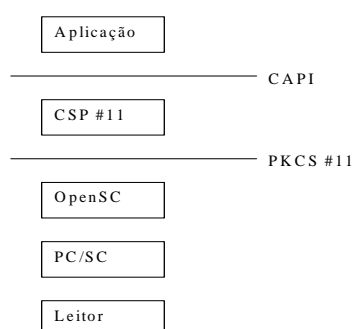 Aplicação
CAPI
CSP #11
PKCS #11
OpenSC
PC/SC
Leitor